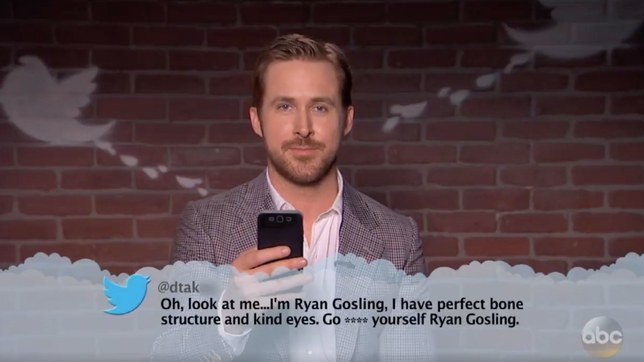 @dtak
Oh, look at me...I'm Ryan Gosling, I have perfect bone
structure and kind eyes. Go **** yourself Ryan Gosling.
abc